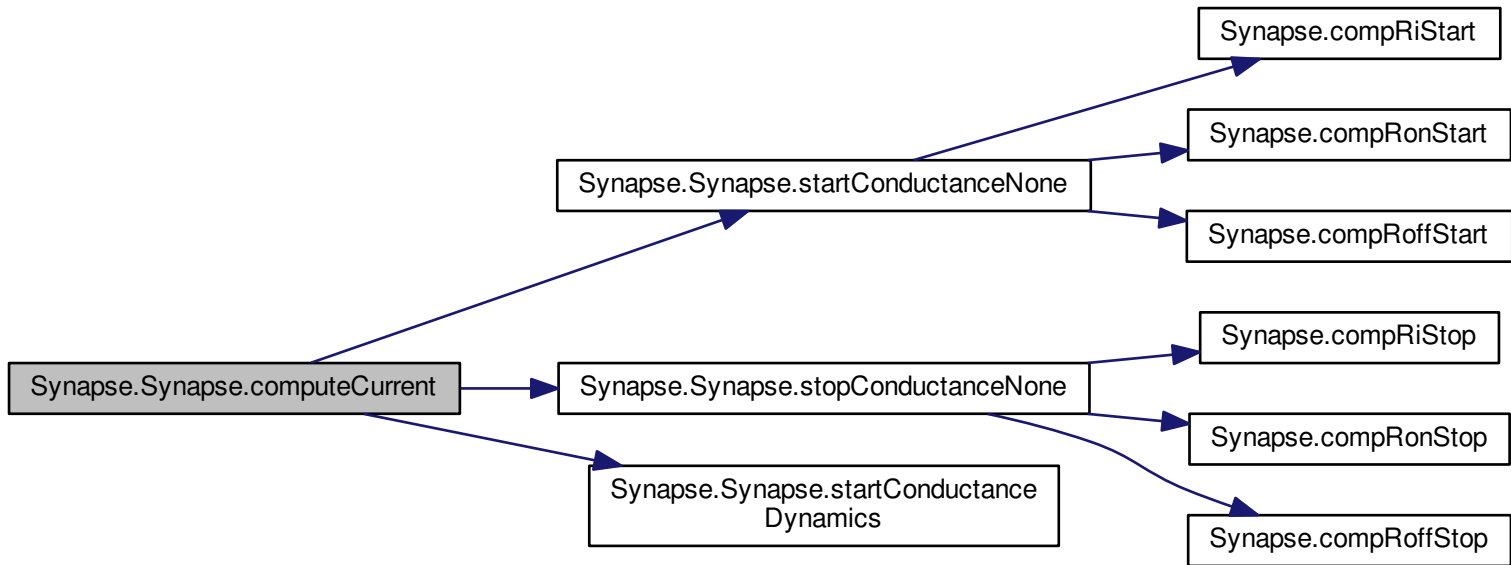 Synapse.compRiStart
Synapse.compRonStart
Synapse.Synapse.startConductanceNone
Synapse.compRoffStart
Synapse.compRiStop
Synapse.Synapse.computeCurrent
Synapse.Synapse.stopConductanceNone
Synapse.compRonStop
Synapse.Synapse.startConductance
Dynamics
Synapse.compRoffStop